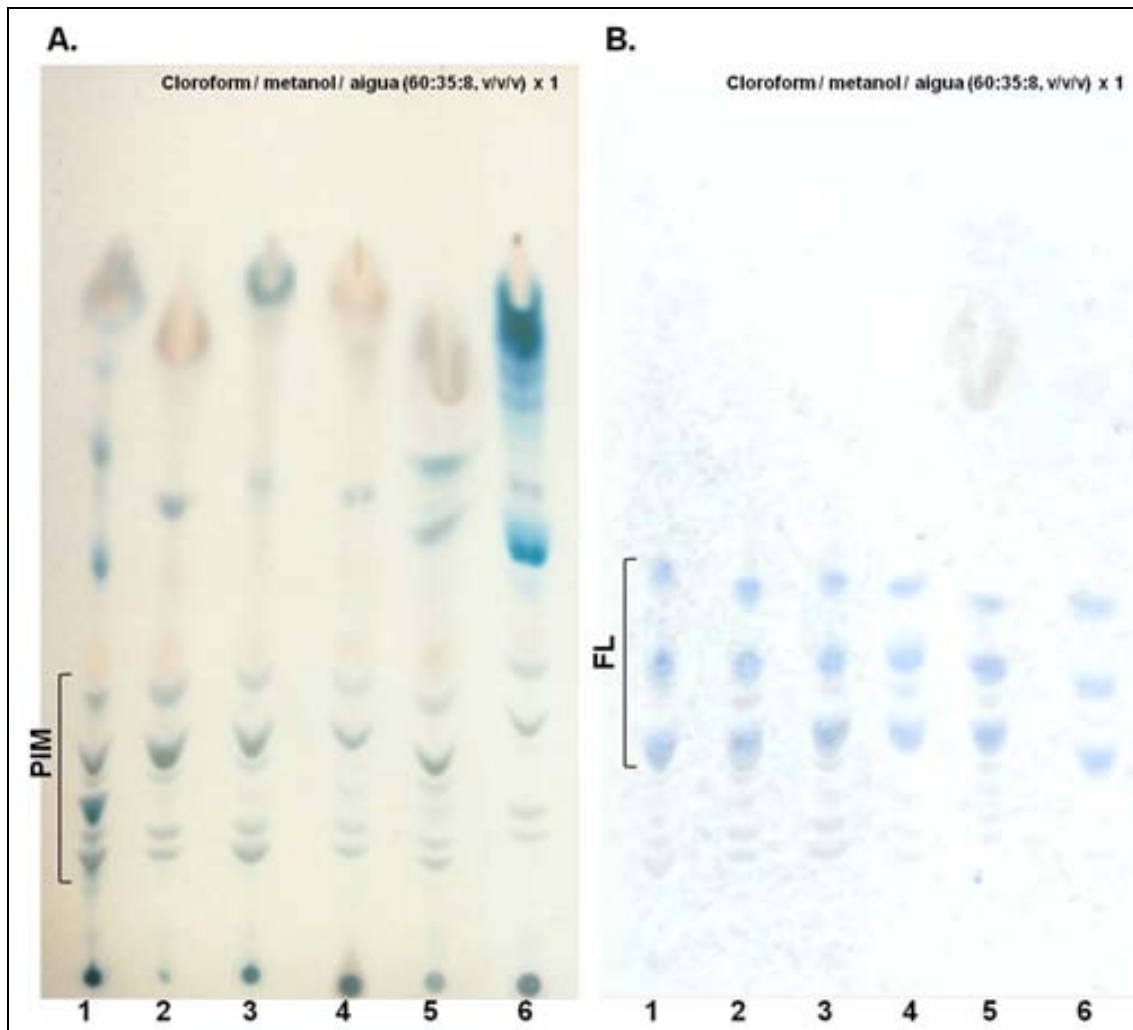 A.
Cloroform / metanol / aigua (60:35:8, v/v/v) x 1
PIM
1 2 3 4 5 6
B.
Cloroform / metanol / aigua (60:35:8, v/v/v) x 1
FL
1 2 3 4 5 6